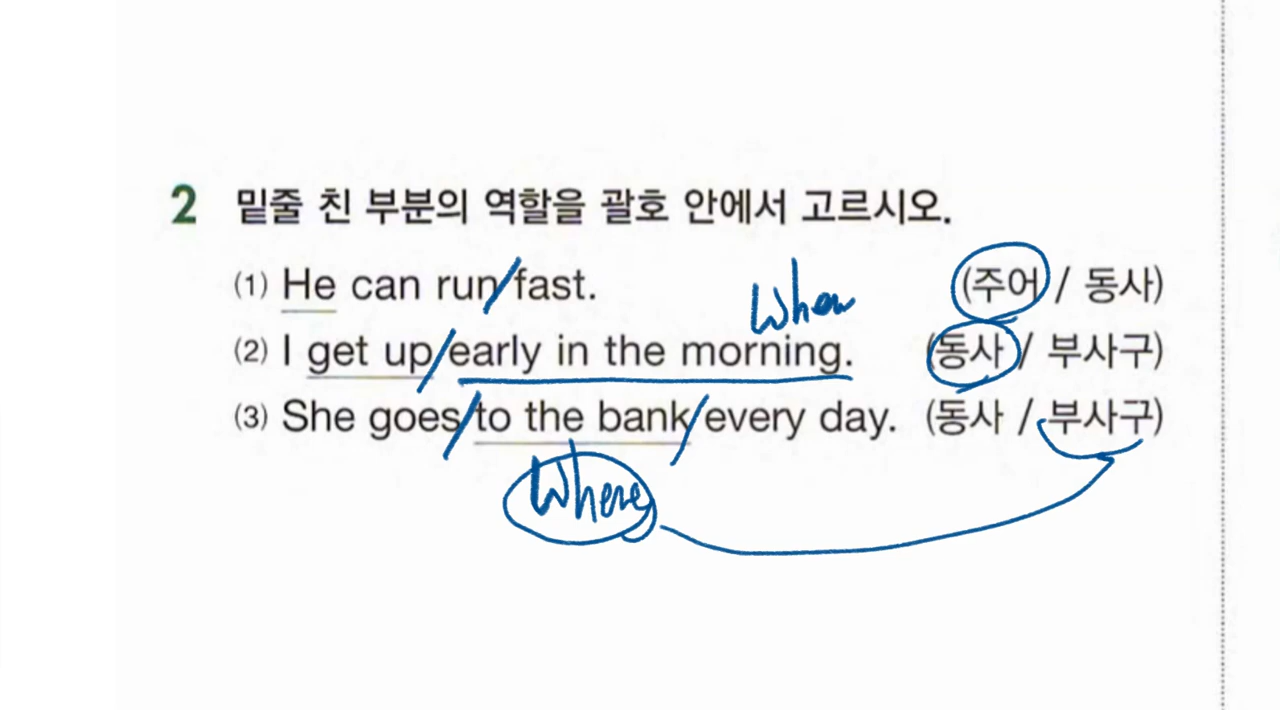 2 밑줄 친 부분의 역할을 괄호 안에서 고르시오.
(1) He can run/fast. (주어 / 동사)
When
(2) I get up/early in the morning. (동사 / 부사구)
(3) She goes/to the bank/every day. (동사 / 부사구)
Where